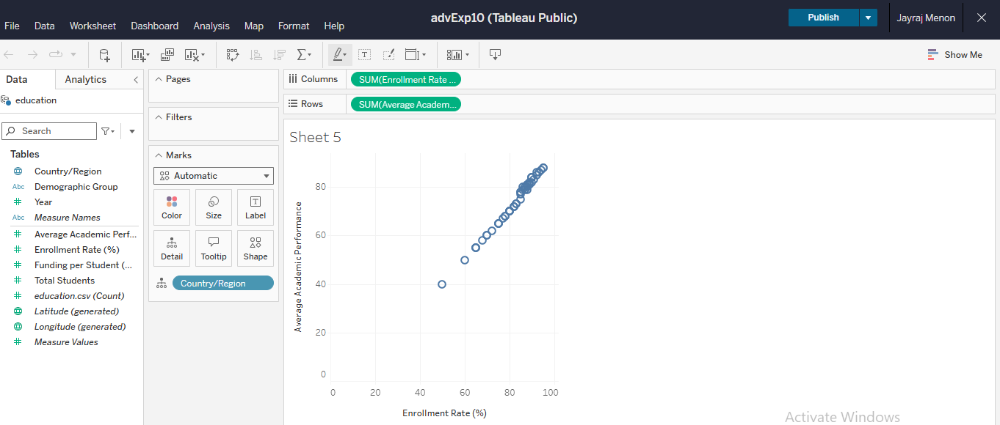 advExp10 (Tableau Public)
Publish
Jayraj Menon
File Data Worksheet Dashboard Analysis Map Format Help
Show Me
Data Analytics
education
Search
Tables
Country/Region
Abc Demographic Group
Year
Abc Measure Names
Average Academic Perf...
Enrollment Rate (%)
Funding per Student (...
Total Students
education.csv (Count)
Latitude (generated)
Longitude (generated)
Measure Values
Pages
Filters
Marks
Automatic
Color Size Label
Detail Tooltip Shape
Country/Region
Columns SUM(Enrollment Rate ...
Rows SUM(Average Academ...
Sheet 5
Average Academic Performance
80
60
40
20
0
0 20 40 60 80 100
Enrollment Rate (%)
Activate Windows